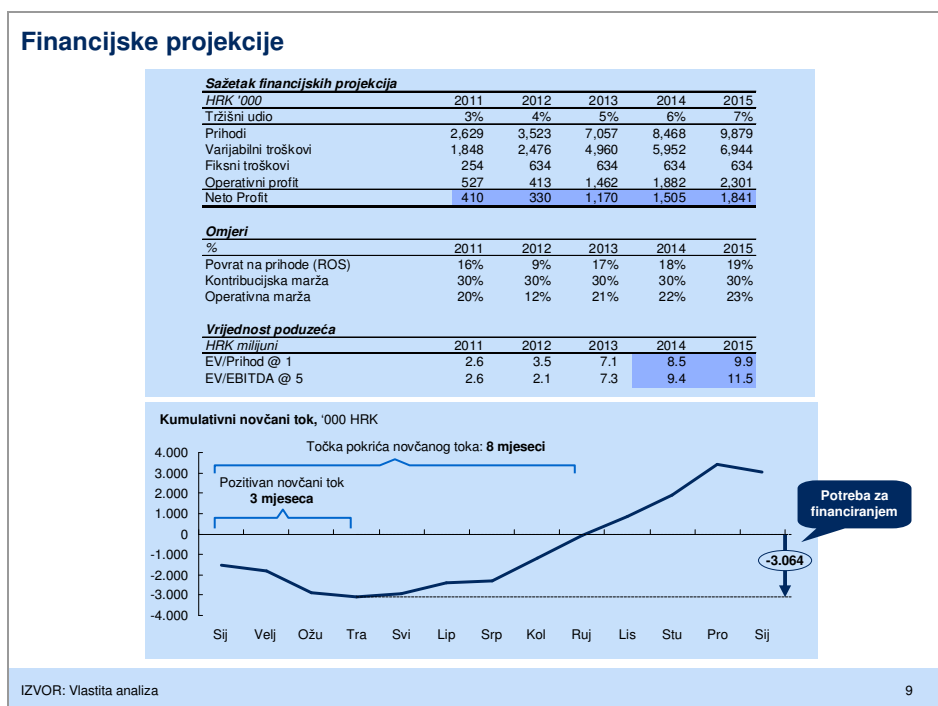 Financijske projekcije
Sažetak financijskih projekcija
HRK '000 2011 2012 2013 2014 2015
Tržišni udio 3% 4% 5% 6% 7%
Prihodi 2,629 3,523 7,057 8,468 9,879
Varijabilni troškovi 1,848 2,476 4,960 5,952 6,944
Fiksni troškovi 254 634 634 634 634
Operativni profit 527 413 1,462 1,882 2,301
Neto Profit 410 330 1,170 1,505 1,841
Omjeri
% 2011 2012 2013 2014 2015
Povrat na prihode (ROS) 16% 9% 17% 18% 19%
Kontribucijska marža 30% 30% 30% 30% 30%
Operativna marža 20% 12% 21% 22% 23%
Vrijednost poduzeća
HRK milijuni 2011 2012 2013 2014 2015
EV/Prihod @ 1 2.6 3.5 7.1 8.5 9.9
EV/EBITDA @ 5 2.6 2.1 7.3 9.4 11.5
Kumulativni novčani tok, ‘000 HRK
Točka pokrića novčanog toka: 8 mjeseci
Pozitivan novčani tok
3 mjeseca
4.000
3.000
2.000
1.000
0
-1.000
-2.000
-3.000
-4.000
Potreba za
financiranjem
-3.064
Sij Velj Ožu Tra Svi Lip Srp Kol Ruj Lis Stu Pro Sij
IZVOR: Vlastita analiza 9